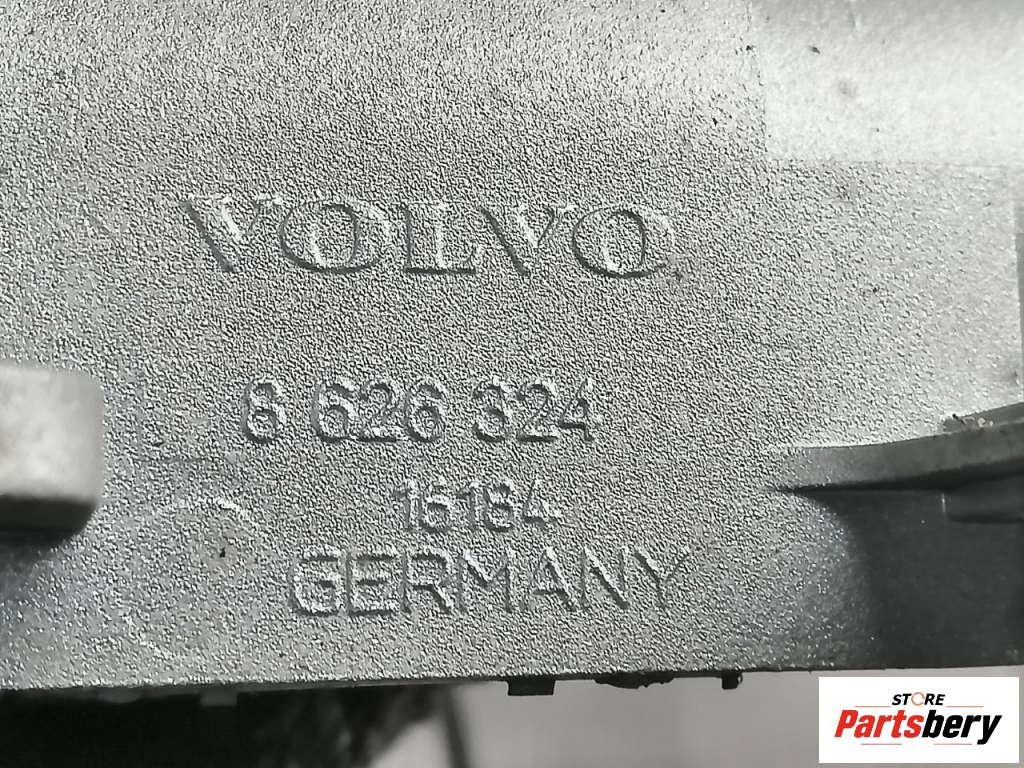 VOLVO
8 626 324
16184
GERMANY
STORE
Partsbery